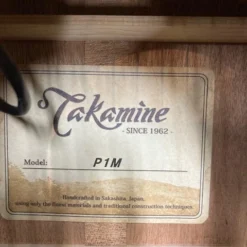 Takamine
- SINCE 1962 -
Model: P1M
Handcrafted in Sakashita, Japan,
using only the finest materials and traditional construction techniques.